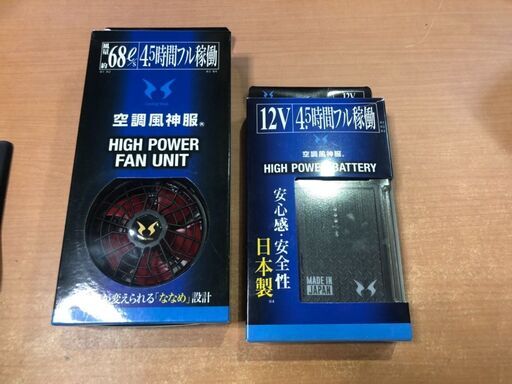 風量
約
68ℓ/s
4.5時間フル稼働
空調風神服®
HIGH POWER
FAN UNIT
が変えられる「ななめ」設計
12V
12V
4.5時間フル稼働
空調風神服®
HIGH POWER BATTERY
安心感・安全性
日本製
MADE IN
JAPAN